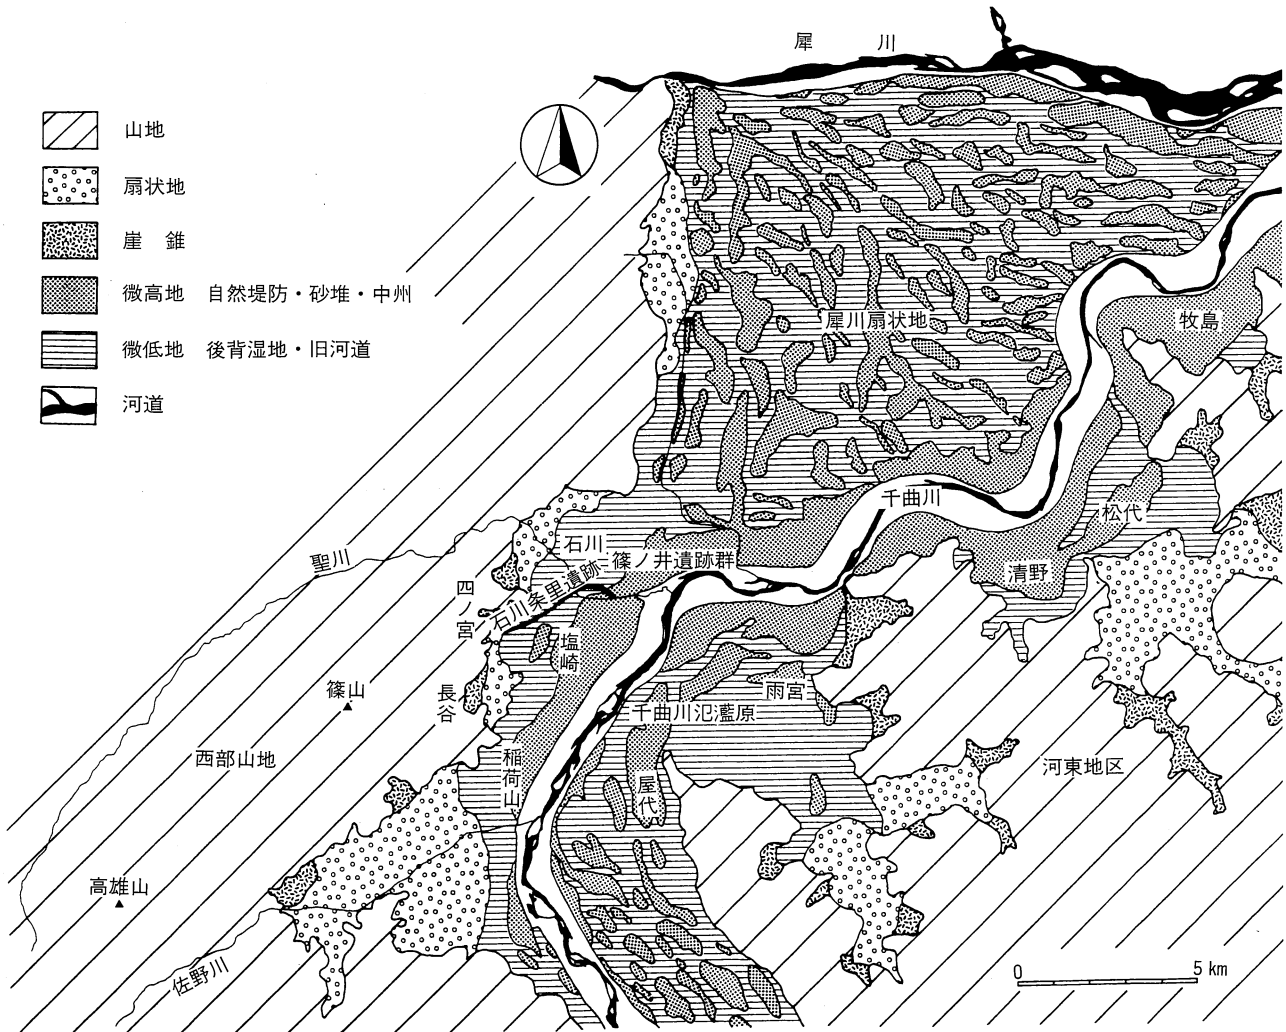 犀川
山地
扇状地
崖錐
微高地 自然堤防・砂堆・中州
微低地 後背湿地・旧河道
河道
犀川扇状地
牧島
千曲川
松代
石川
篠ノ井遺跡群
清野
聖川
石川条里遺跡
四ノ宮
塩崎
長谷
篠山
雨宮
千曲川氾濫原
西部山地
稲荷山
屋代
河東地区
高雄山
佐野川
0
5km